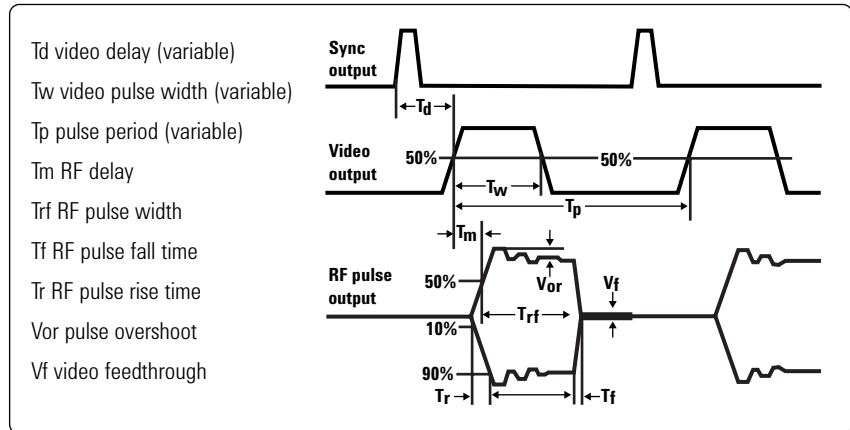 Td video delay (variable)
Tw video pulse width (variable)
Tp pulse period (variable)
Tm RF delay
Trf RF pulse width
Tf RF pulse fall time
Tr RF pulse rise time
Vor pulse overshoot
Vf video feedthrough
Sync
output
Td
Video
output
50%
50%
Tw
Tp
Tm
RF pulse
output
50%
Vor
Vf
Trf
10%
90%
Tr
Tf